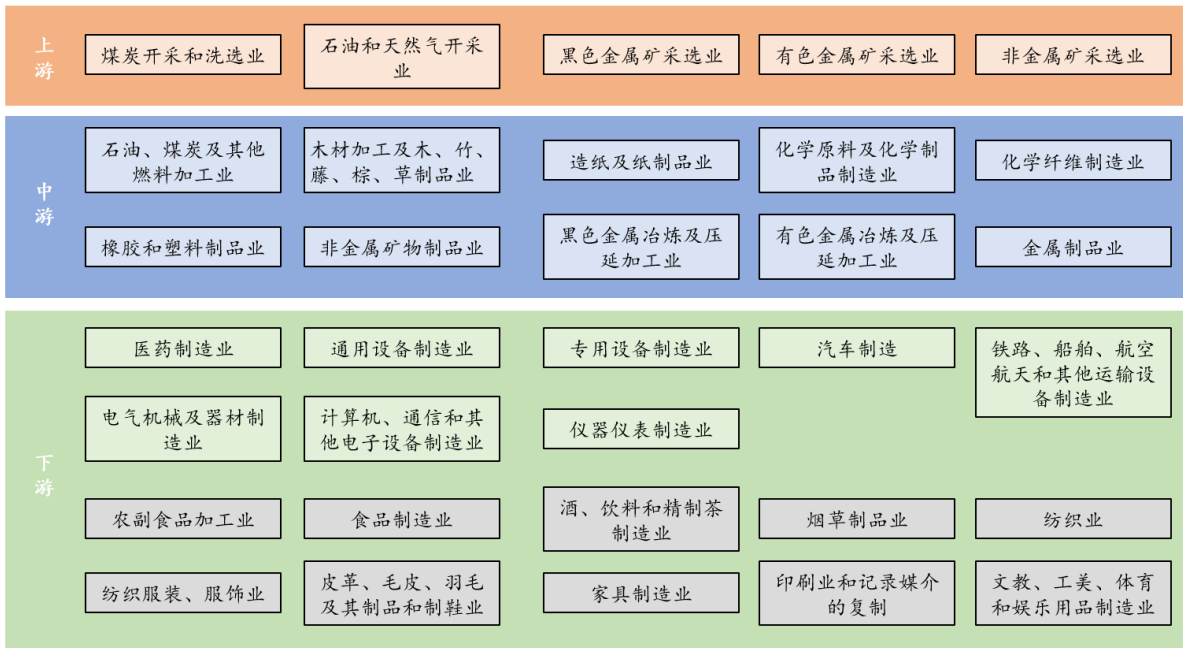 上游
煤炭开采和洗选业
石油和天然气开采
业
黑色金属矿采选业
有色金属矿采选业
非金属矿采选业
中游
石油、煤炭及其他
燃料加工业
木材加工及木、竹、
藤、棕、草制品业
造纸及纸制品业
化学原料及化学制
品制造业
化学纤维制造业
橡胶和塑料制品业
非金属矿物制品业
黑色金属冶炼及压
延加工业
有色金属冶炼及压
延加工业
金属制品业
下游
医药制造业
通用设备制造业
专用设备制造业
汽车制造
铁路、船舶、航空
航天和其他运输设
备制造业
电气机械及器材制
造业
计算机、通信和其
他电子设备制造业
仪器仪表制造业
农副食品加工业
食品制造业
酒、饮料和精制茶
制造业
烟草制品业
纺织业
纺织服装、服饰业
皮革、毛皮、羽毛
及其制品和制鞋业
家具制造业
印刷业和记录媒介
的复制
文教、工美、体育
和娱乐用品制造业